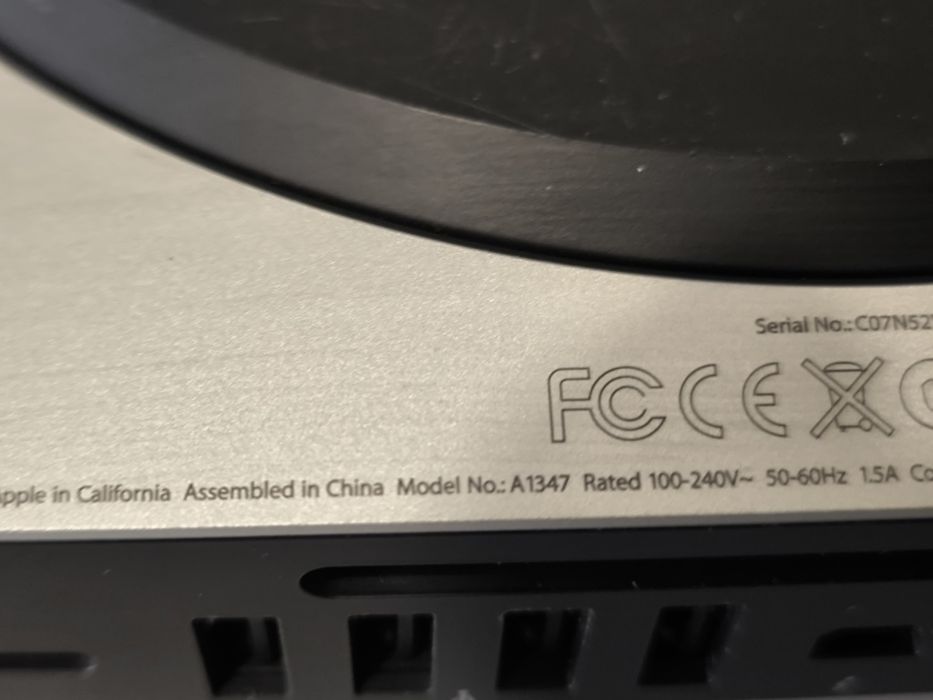 Serial No.: C07N52
FC CE
pple in California Assembled in China Model No.: A1347 Rated 100-240V~ 50-60Hz 1.5A Co